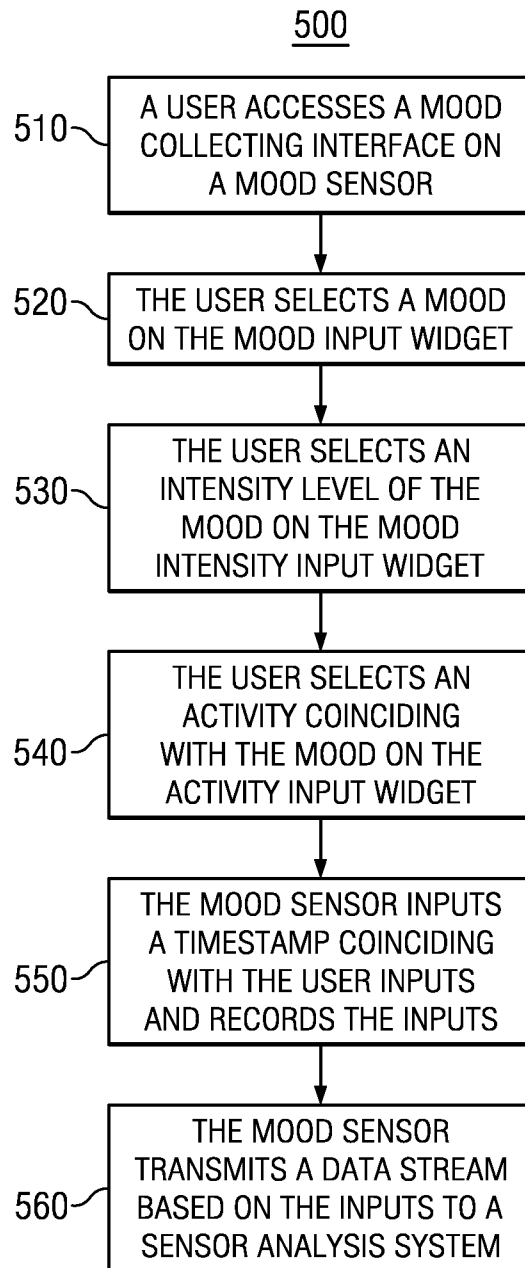 500
510
A USER ACCESSES A MOOD
COLLECTING INTERFACE ON
A MOOD SENSOR
520
THE USER SELECTS A MOOD
ON THE MOOD INPUT WIDGET
530
THE USER SELECTS AN
INTENSITY LEVEL OF THE
MOOD ON THE MOOD
INTENSITY INPUT WIDGET
540
THE USER SELECTS AN
ACTIVITY COINCIDING
WITH THE MOOD ON THE
ACTIVITY INPUT WIDGET
550
THE MOOD SENSOR INPUTS
A TIMESTAMP COINCIDING
WITH THE USER INPUTS
AND RECORDS THE INPUTS
560
THE MOOD SENSOR
TRANSMITS A DATA STREAM
BASED ON THE INPUTS TO A
SENSOR ANALYSIS SYSTEM